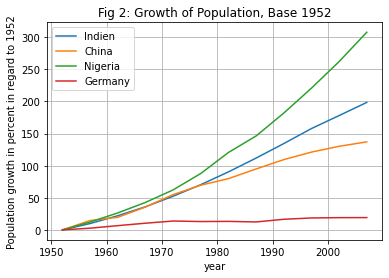 Fig 2: Growth of Population, Base 1952
Population growth in percent in regard to 1952
300
250
200
150
100
50
0
Indien
China
Nigeria
Germany
1950
1960
1970
1980
1990
2000
year